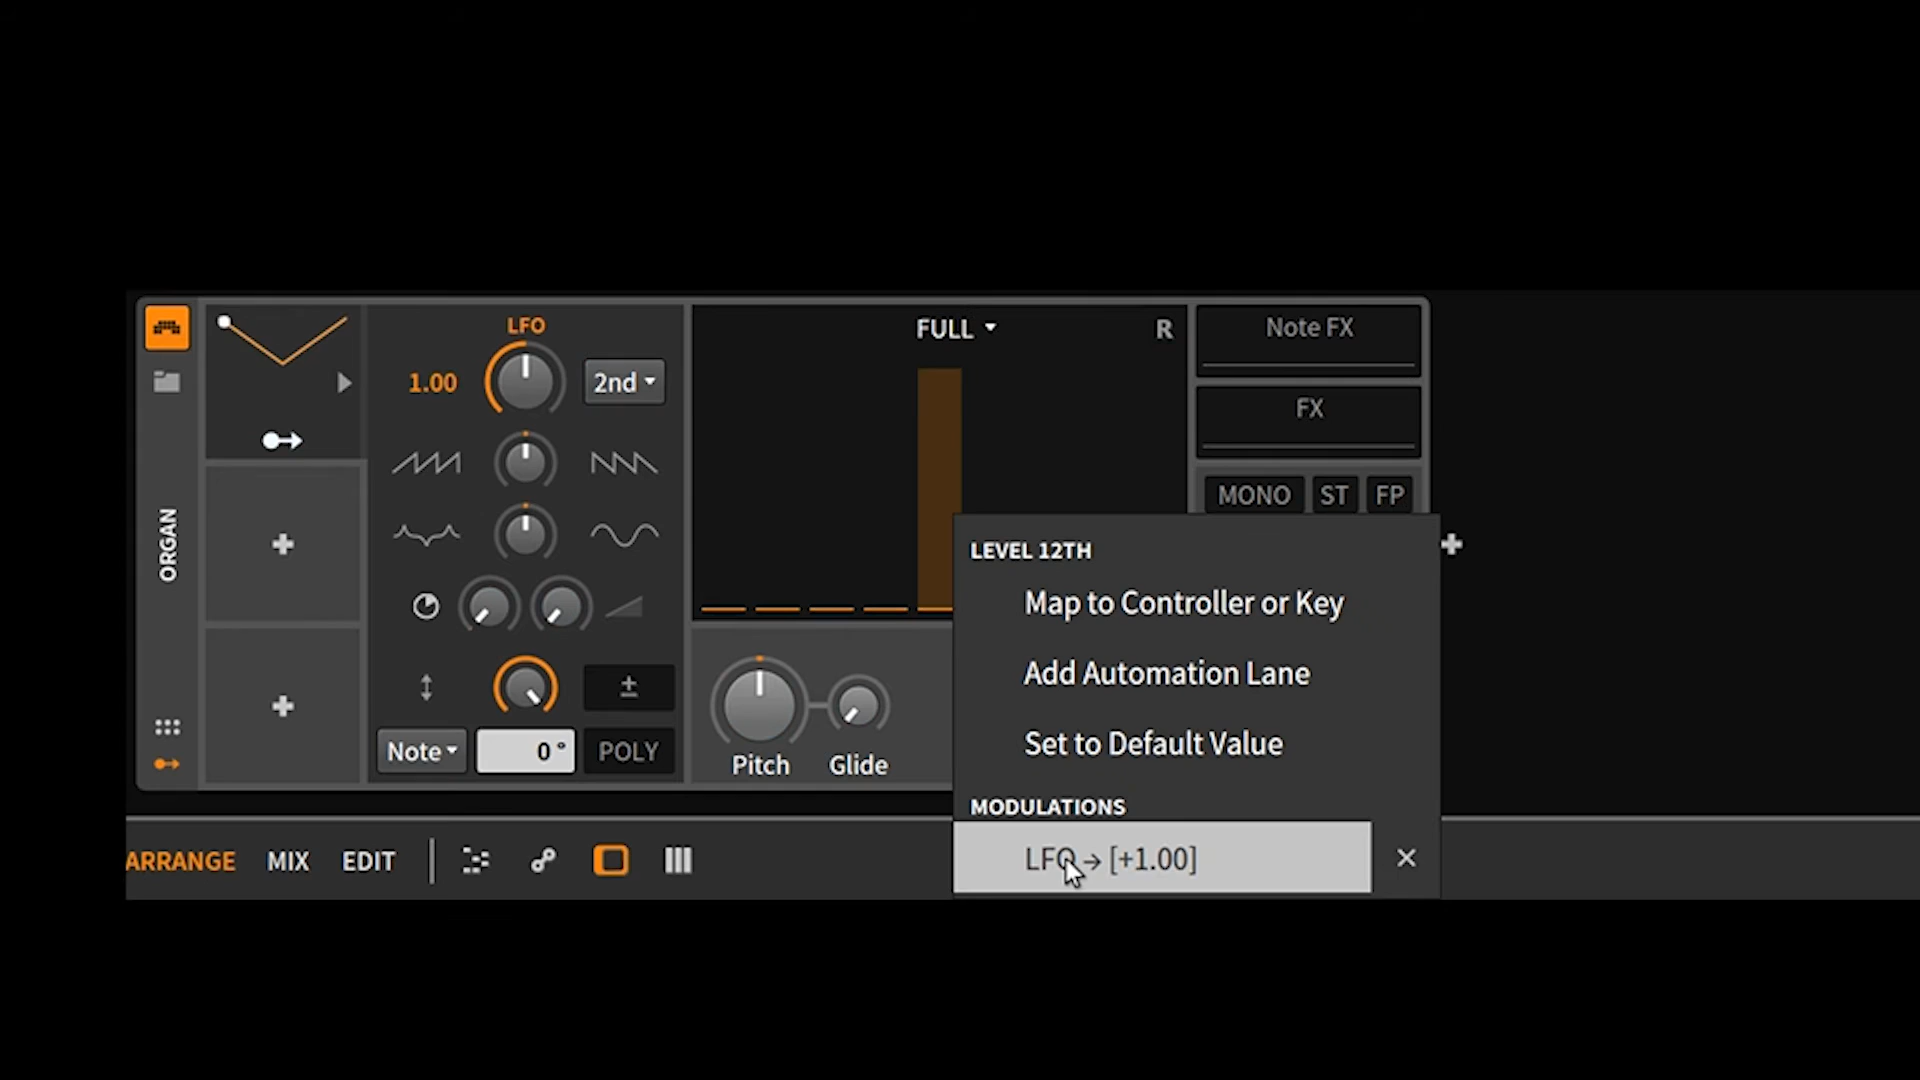 ORGAN
LFO
1.00
2nd
Note
0 °
POLY
FULL
R
Pitch
Glide
Note FX
FX
MONO
ST
FP
LEVEL 12TH
Map to Controller or Key
Add Automation Lane
Set to Default Value
MODULATIONS
LFO → [+1.00]
ARRANGE
MIX
EDIT